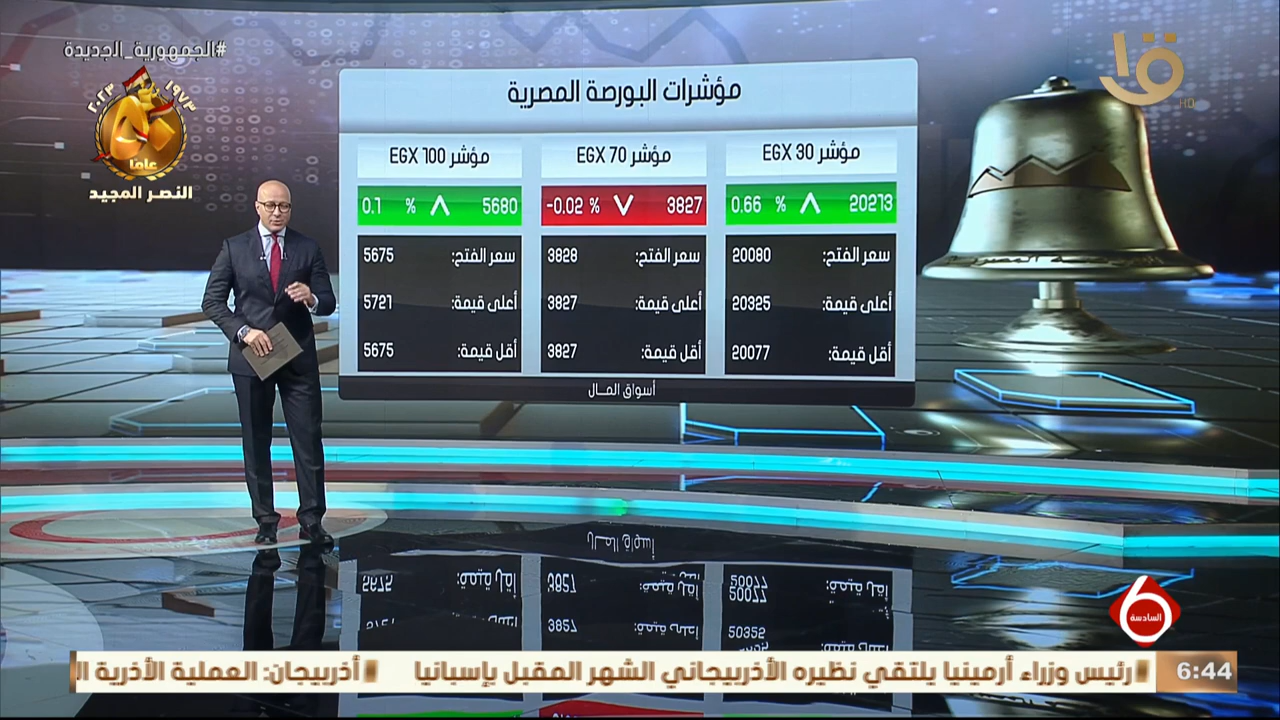 #الجمهورية_الجديدة
١٩٧٣
٢٠٢٣
٥٠
عامًا
النصر المجيد
HD
مؤشرات البورصة المصرية
مؤشر EGX 30
20213 0.66 %
سعر الفتح: 20080
أعلى قيمة: 20325
أقل قيمة: 20077
مؤشر EGX 70
3827 -0.02 %
سعر الفتح: 3828
أعلى قيمة: 3827
أقل قيمة: 3827
مؤشر EGX 100
5680 0.1 %
سعر الفتح: 5675
أعلى قيمة: 5721
أقل قيمة: 5675
أسواق المـــال
6
السادسة
6:44
رئيس وزراء أرمينيا يلتقي نظيره الأذربيجاني الشهر المقبل بإسبانيا
أذربيجان: العملية الأذرية